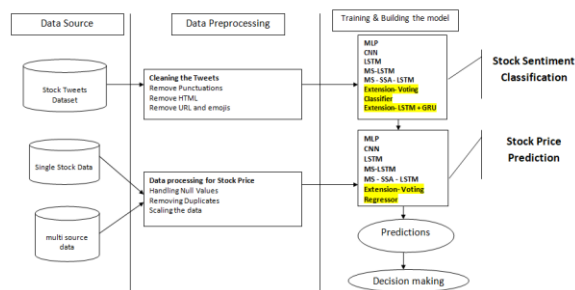 Data Source
Data Preprocessing
Training & Building the model
Stock Tweets
Dataset
Cleaning the Tweets
Remove Punctuations
Remove HTML
Remove URL and emojis
MLP
CNN
LSTM
MS-LSTM
MS - SSA - LSTM
Extension- Voting
Classifier
Extension- LSTM + GRU
Stock Sentiment
Classification
Single Stock Data
multi source
data
Data processing for Stock Price
Handling Null Values
Removing Duplicates
Scaling the data
MLP
CNN
LSTM
MS-LSTM
MS - SSA - LSTM
Extension- Voting
Regressor
Stock Price
Prediction
Predictions
Decision making